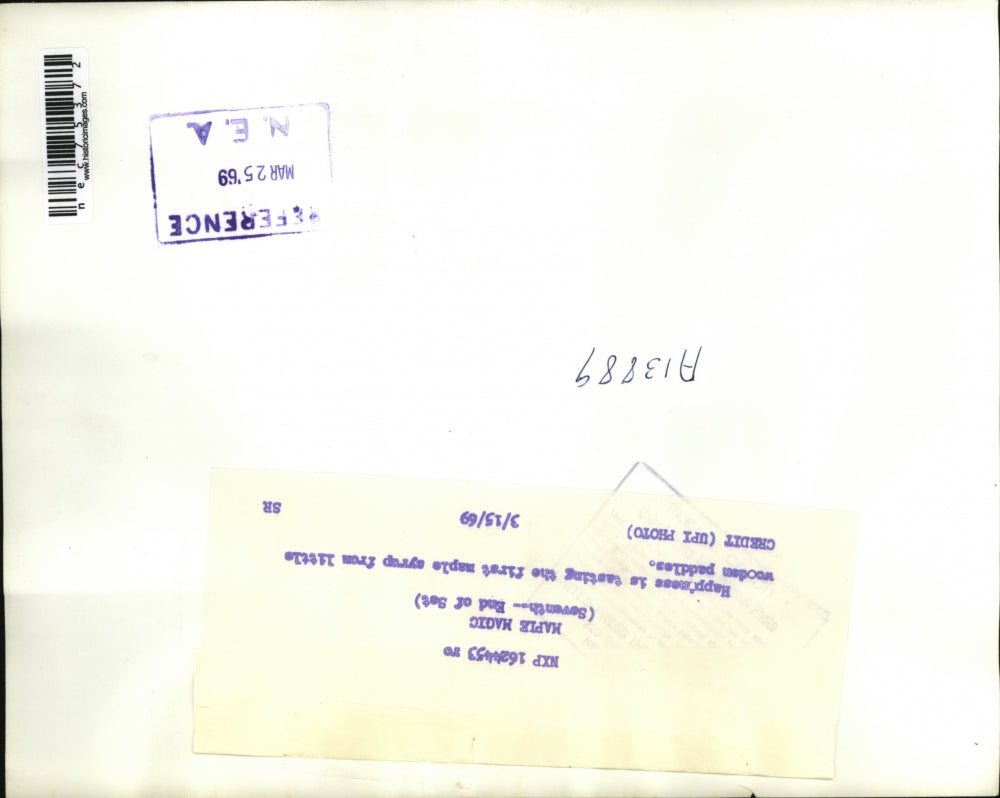 NXP 1624453 ro
MAPLE MAGIC
(Seventh-- End of Set)
Happiness is tasting the first maple syrup from little
wooden paddles.
CREDIT (UPI PHOTO) 3/15/69 SR
A13889
REFERENCE
MAR 25 '69
N. E. A.
nec75372
www.historicimages.com